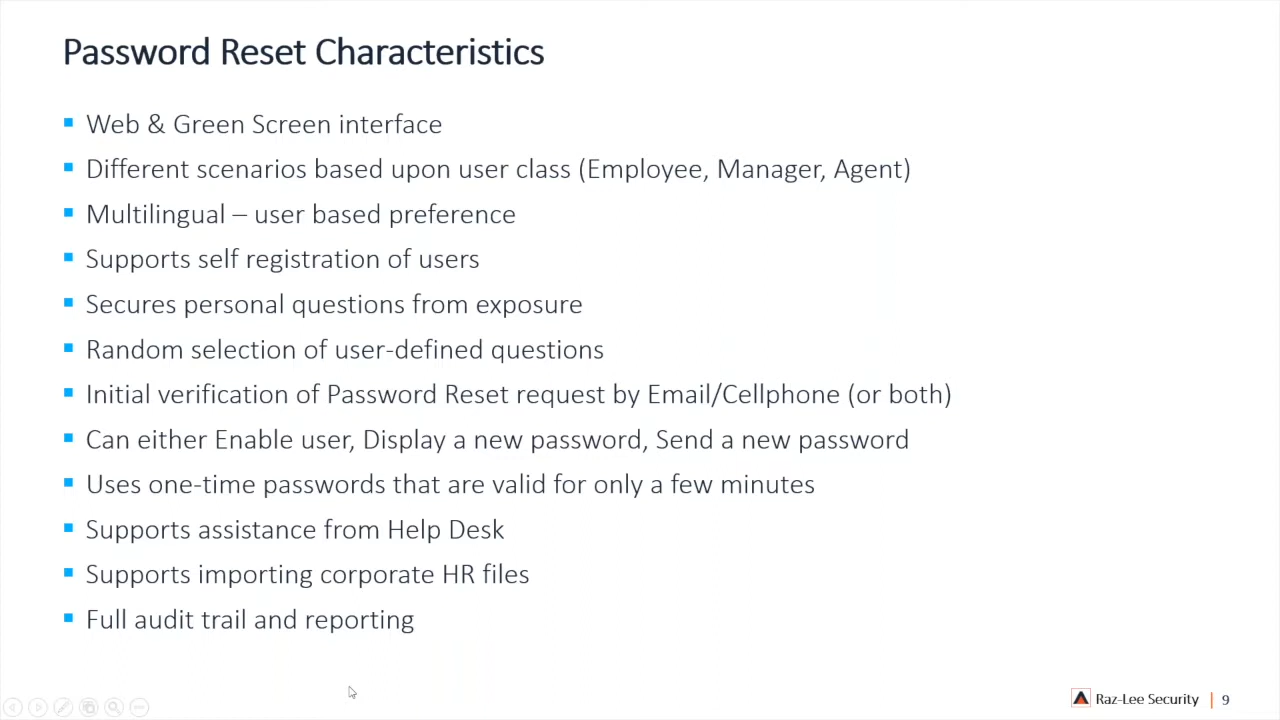 Password Reset Characteristics
Web & Green Screen interface
Different scenarios based upon user class (Employee, Manager, Agent)
Multilingual – user based preference
Supports self registration of users
Secures personal questions from exposure
Random selection of user-defined questions
Initial verification of Password Reset request by Email/Cellphone (or both)
Can either Enable user, Display a new password, Send a new password
Uses one-time passwords that are valid for only a few minutes
Supports assistance from Help Desk
Supports importing corporate HR files
Full audit trail and reporting
Raz-Lee Security | 9